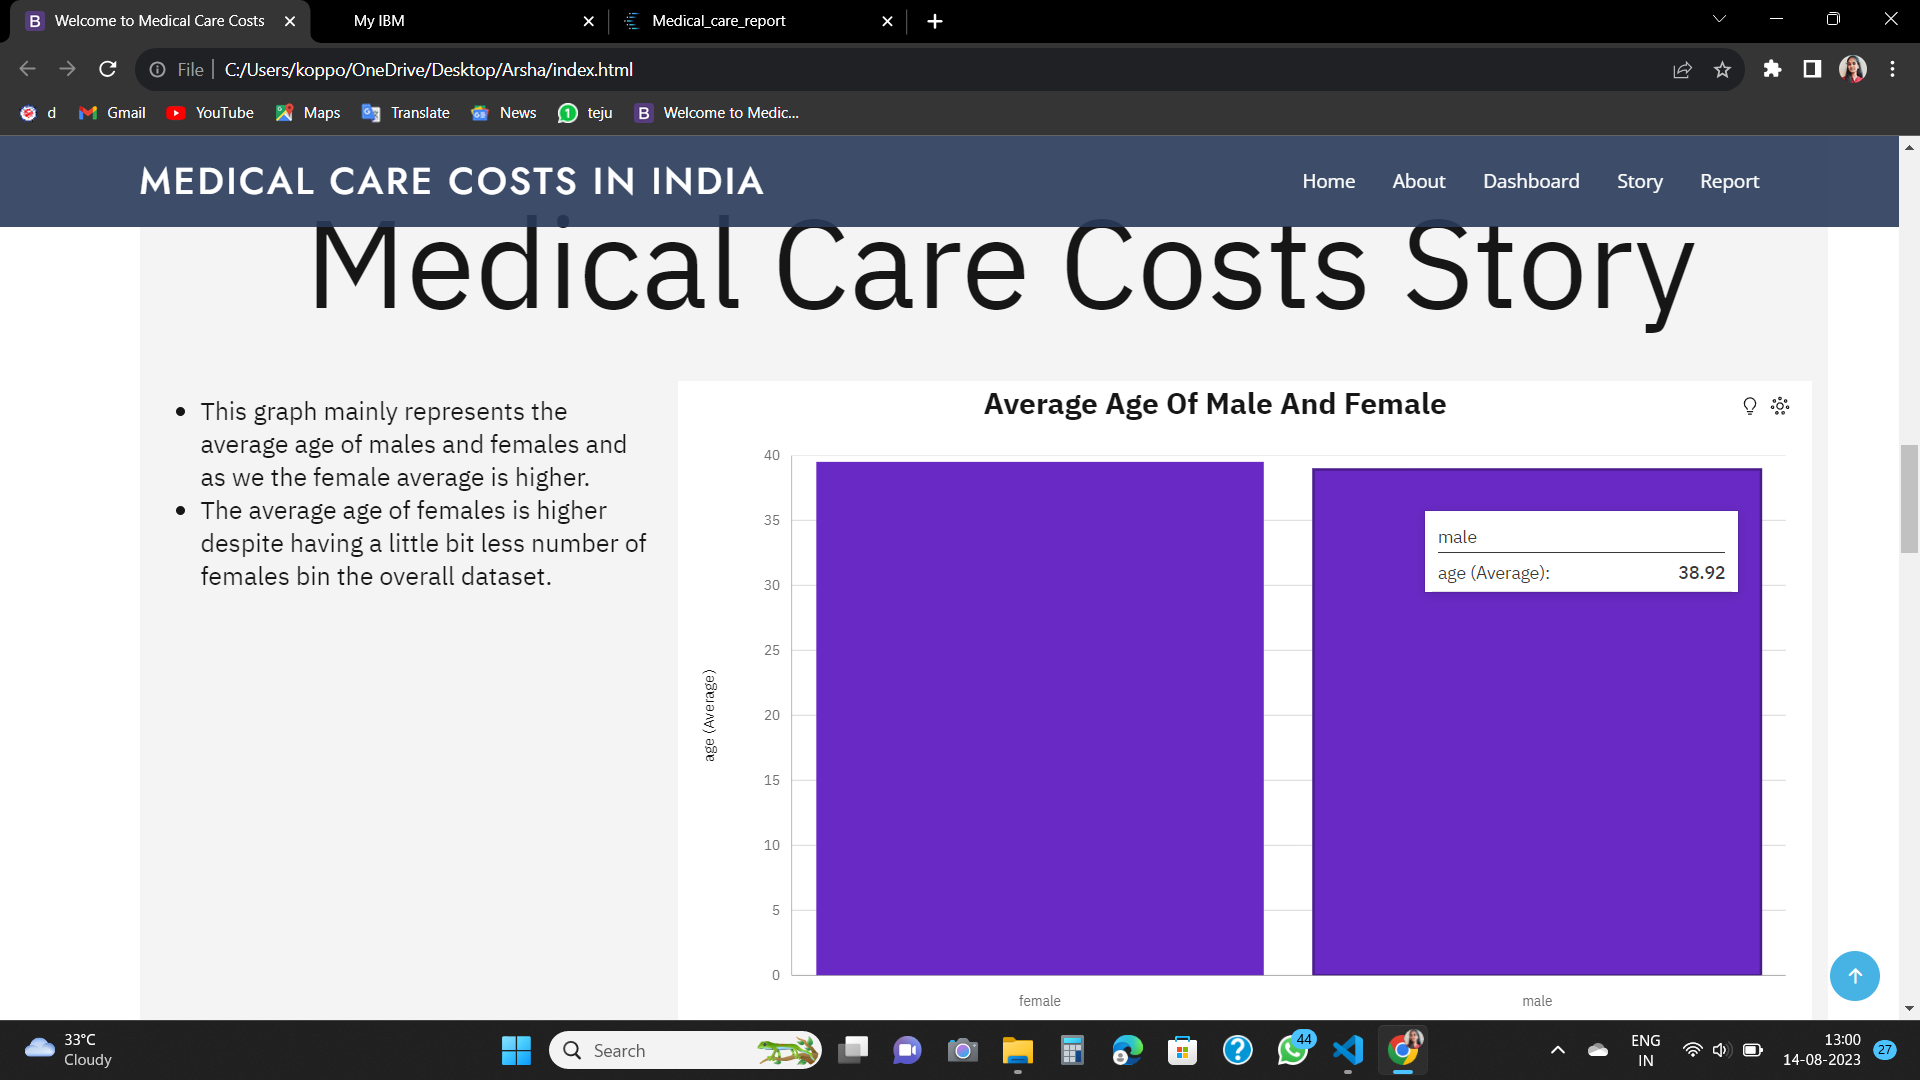 B Welcome to Medical Care Costs
My IBM
Medical_care_report
File
C:/Users/koppo/OneDrive/Desktop/Arsha/index.html
d
Gmail
YouTube
Maps
Translate
News
1
teju
B Welcome to Medic...
MEDICAL CARE COSTS IN INDIA
Home
About
Dashboard
Story
Report
Medical Care Costs Story
This graph mainly represents the
average age of males and females and
as we the female average is higher.
The average age of females is higher
despite having a little bit less number of
females bin the overall dataset.
Average Age Of Male And Female
40
35
30
25
20
15
10
5
0
age (Average)
male
age (Average): 38.92
female
male
33°C
Cloudy
Search
44
ENG
IN
13:00
14-08-2023
27